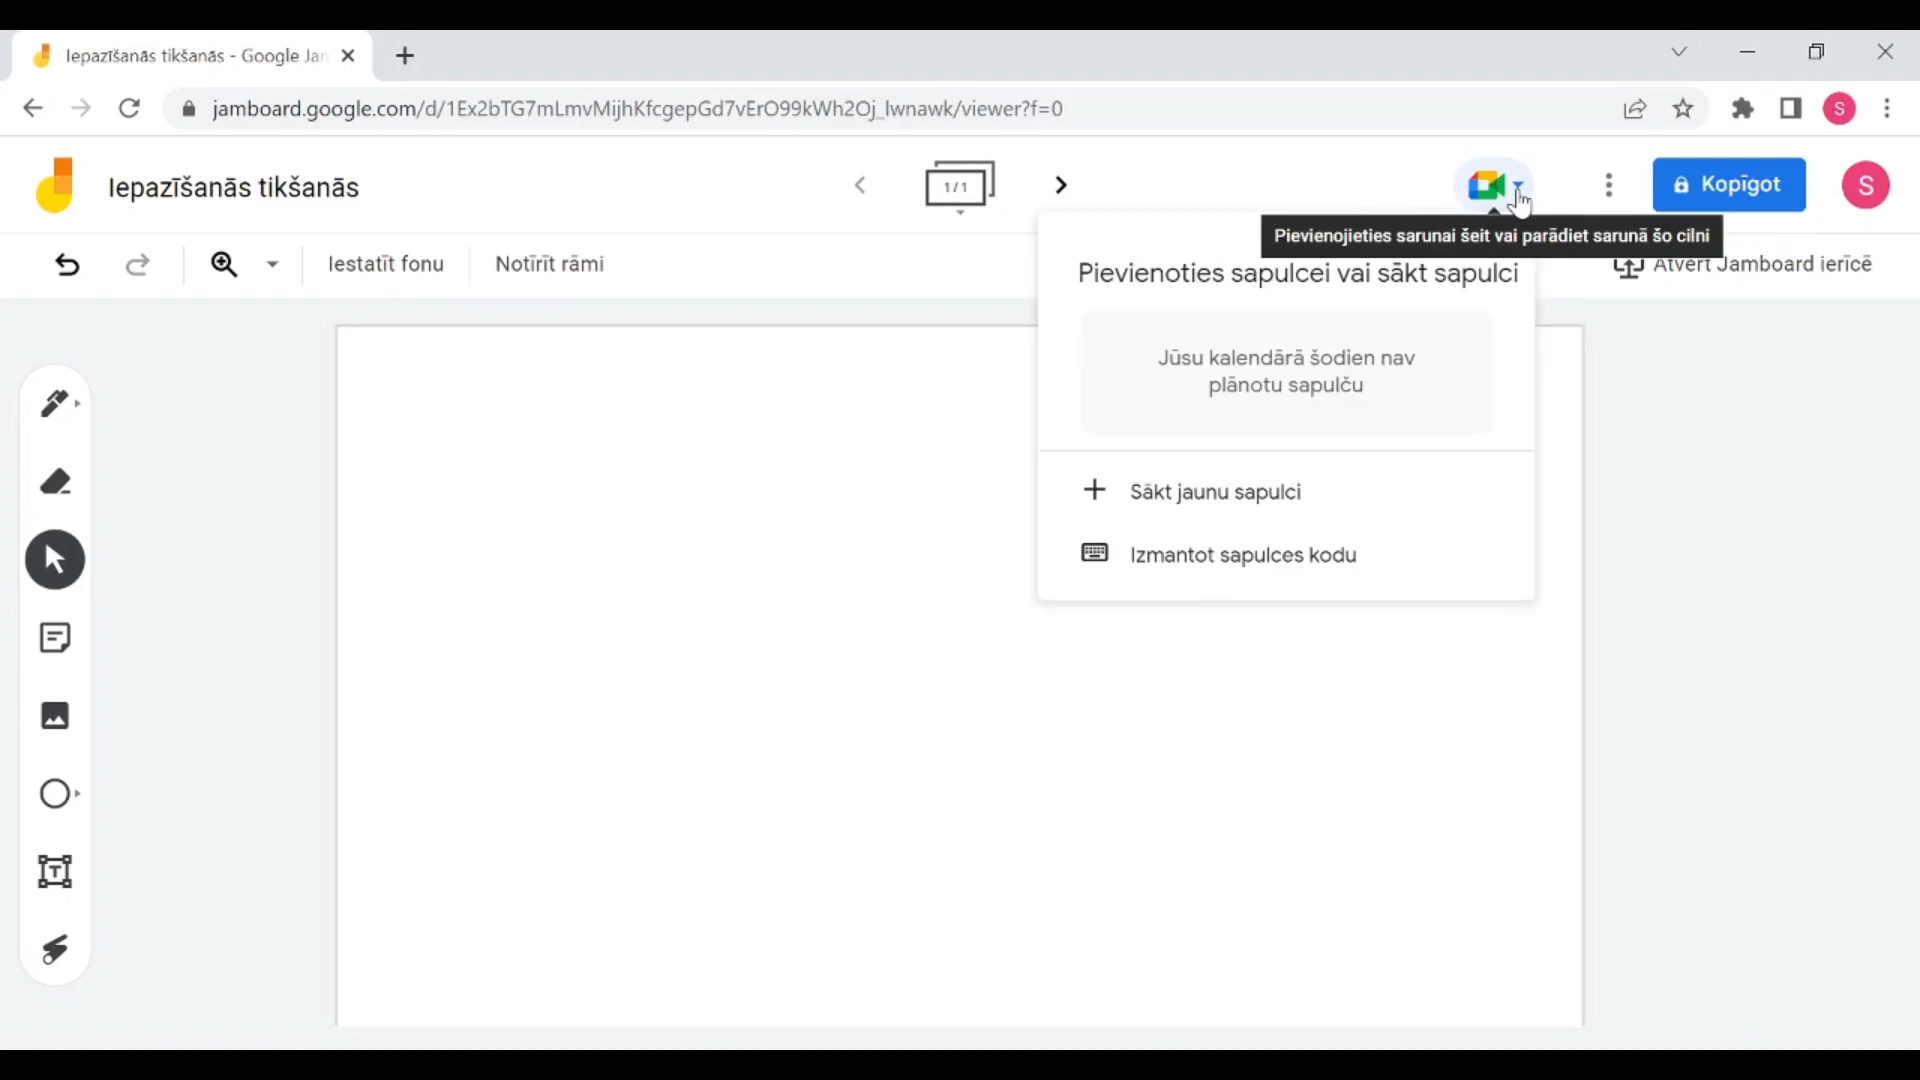 Iepazīšanās tikšanās - Google Jam
jamboard.google.com/d/1Ex2bTG7mLmvMijhKfcgepGd7vErO99kWh2Oj_lwnawk/viewer?f=0
S
Iepazīšanās tikšanās
1/1
Kopīgot
S
Pievienojieties sarunai šeit vai parādiet sarunā šo cilni
Iestatīt fonu
Notīrīt rāmi
Atvērt Jamboard ierīcē
Pievienoties sapulcei vai sākt sapulci
Jūsu kalendārā šodien nav
plānotu sapulču
Sākt jaunu sapulci
Izmantot sapulces kodu